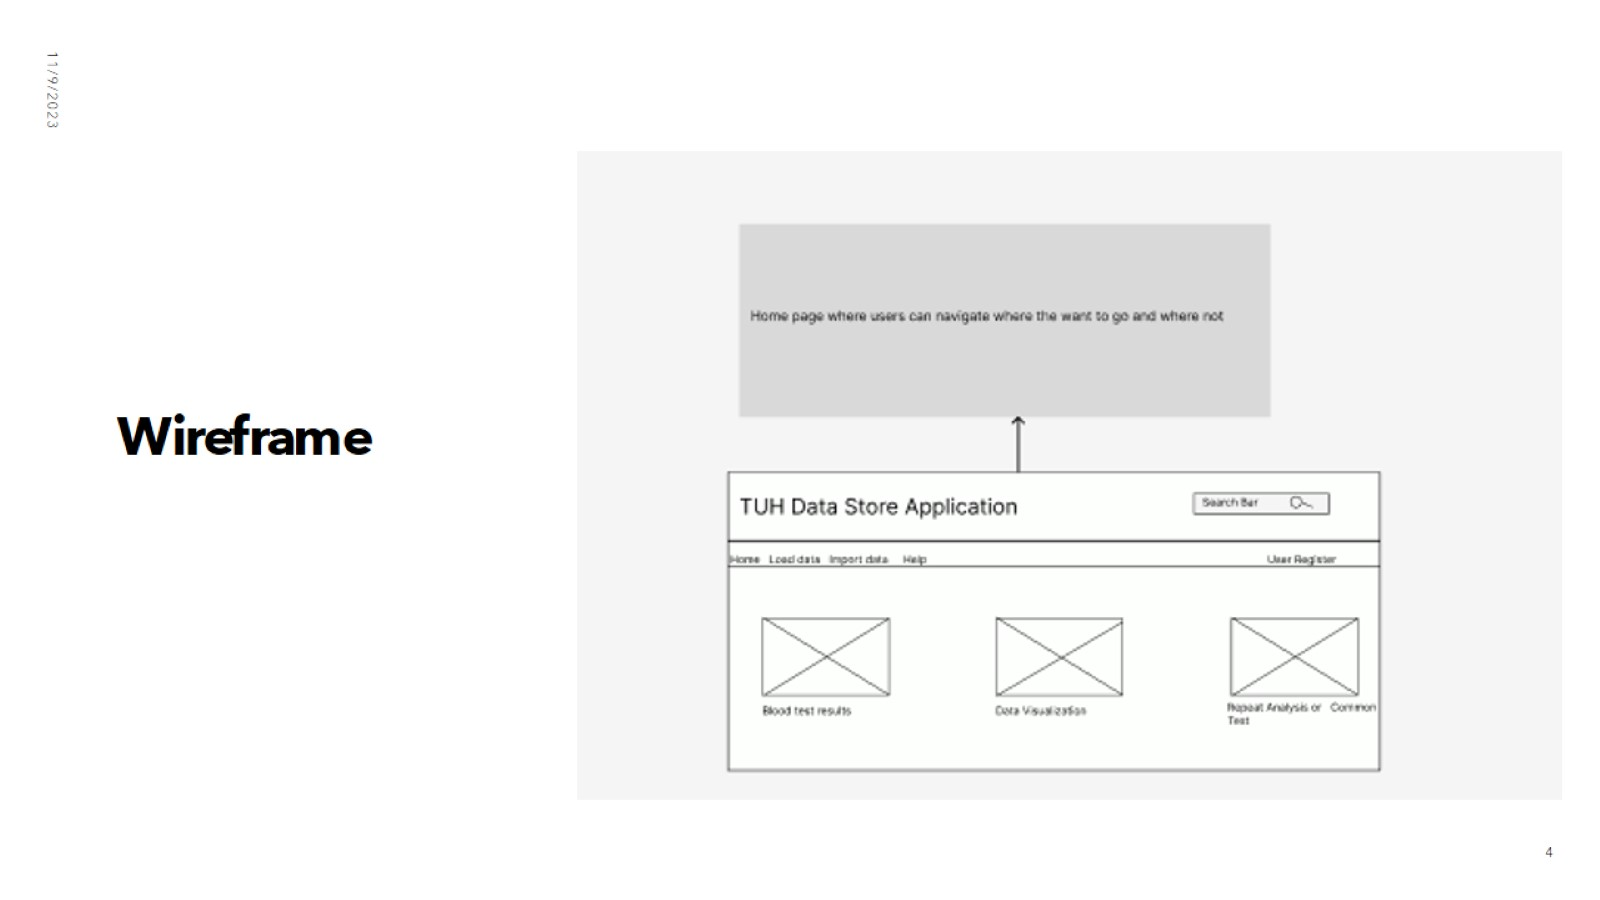 11/9/2023
Wireframe
Home page where users can navigate where the want to go and where not
TUH Data Store Application
Search Bar
Home Load data Import data Help User Register
Blood test results
Data Visualization
Repeat Analysis or Common
Test
4